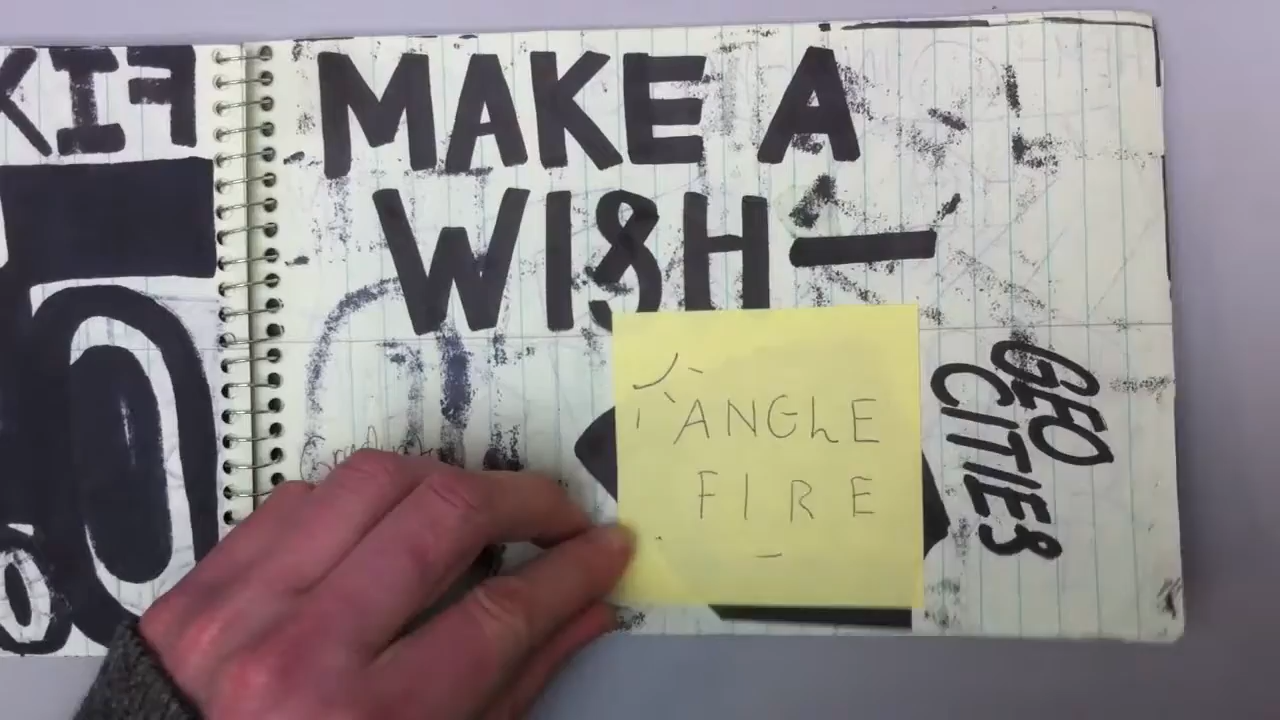 MAKE A
WISH—
ANGLE
FIRE
GEO
CITIES